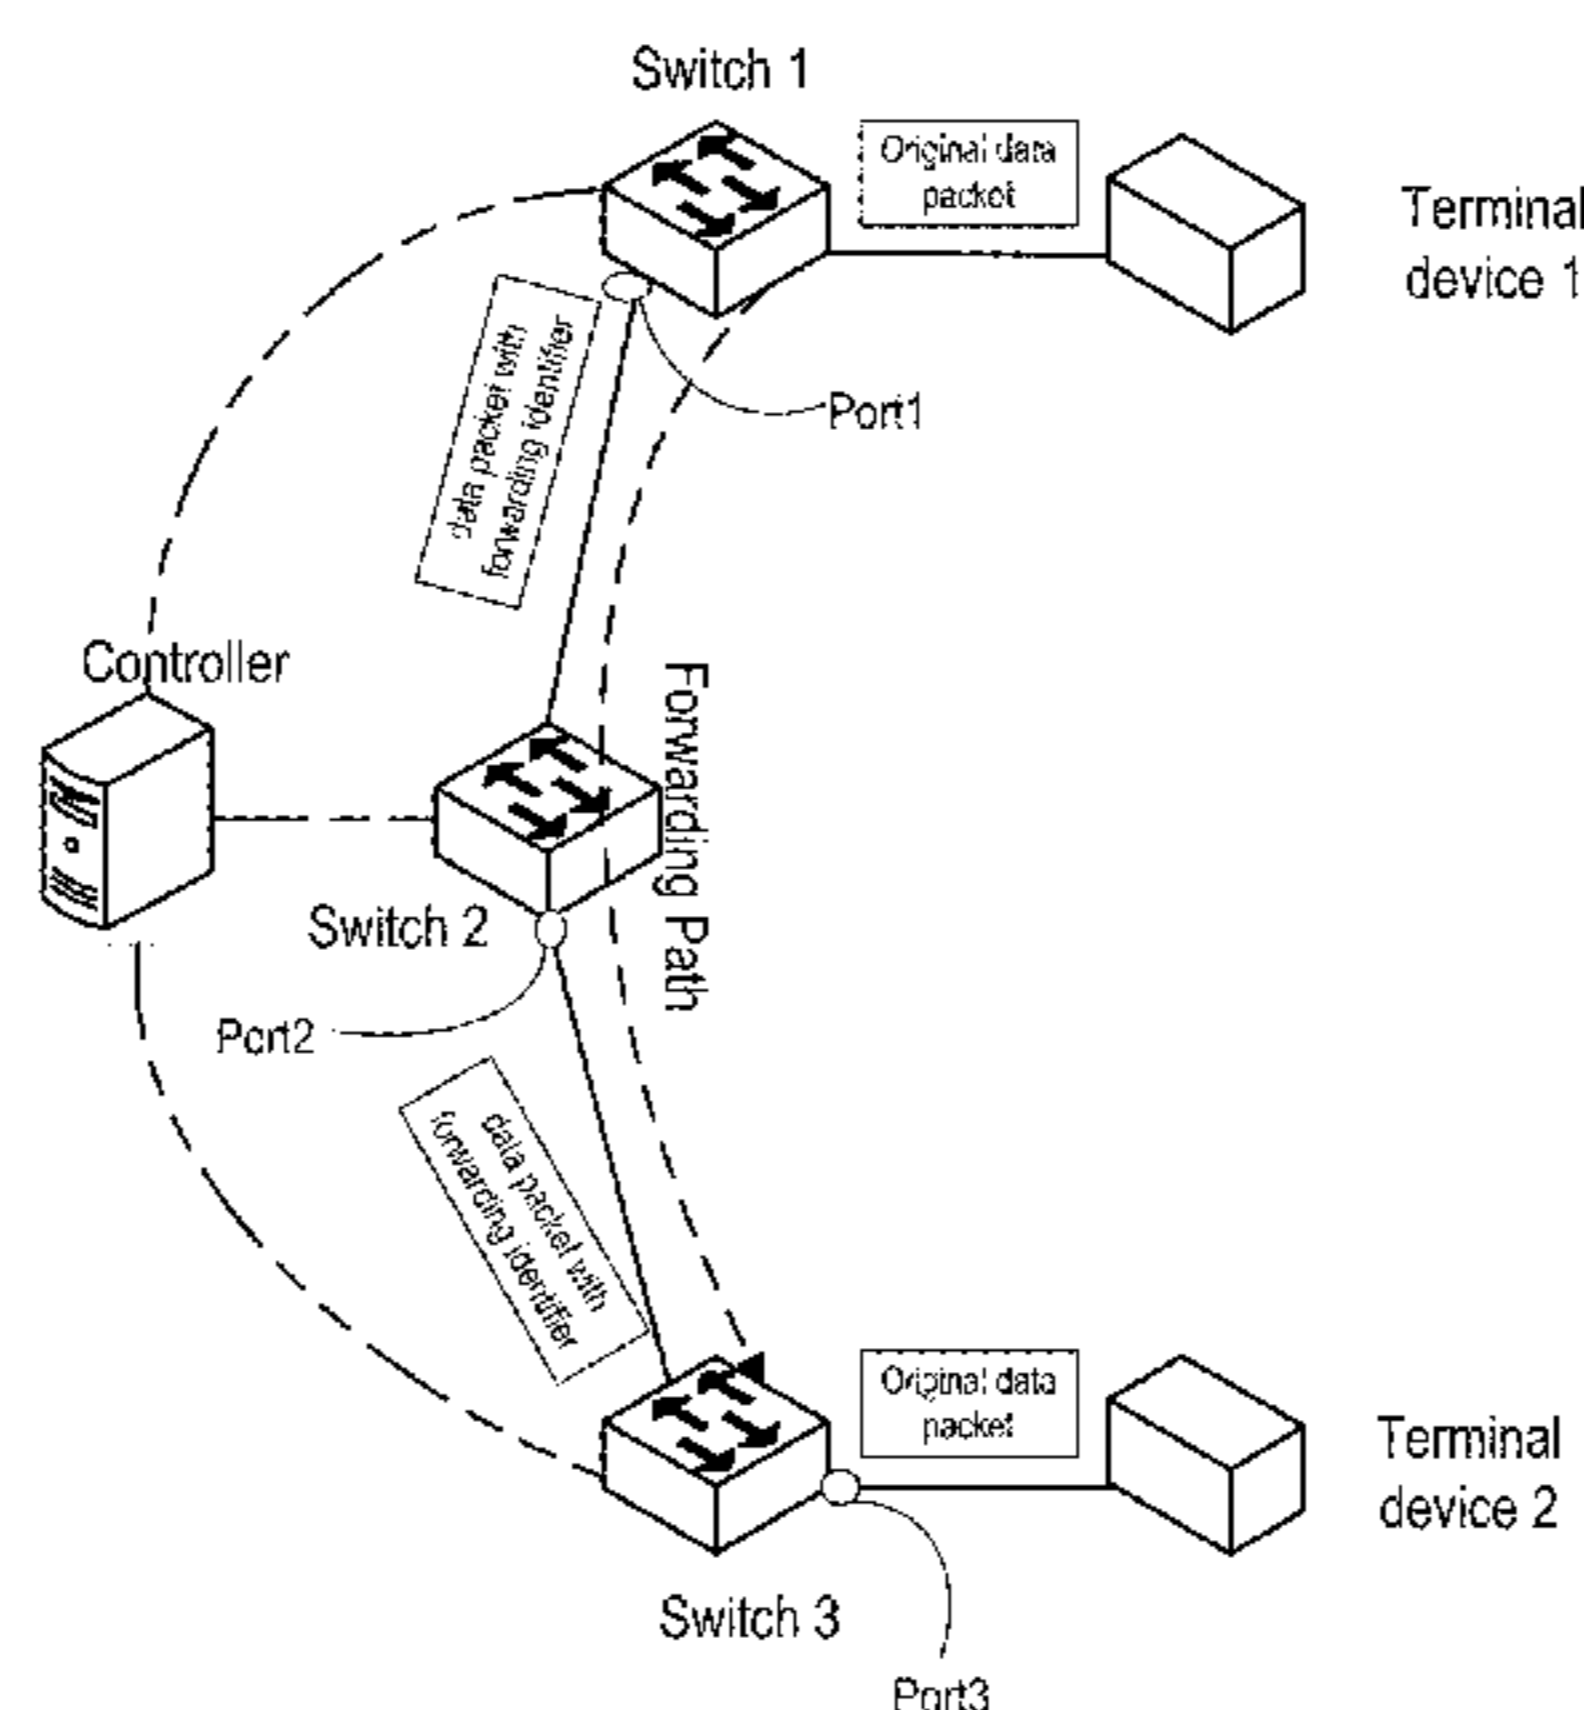 Switch 1
Original data
packet
Terminal
device 1
data packet with
forwarding identifier
Port1
Controller
Forwarding Path
Switch 2
Port2
data packet with
forwarding identifier
Original data
packet
Terminal
device 2
Switch 3
Port3